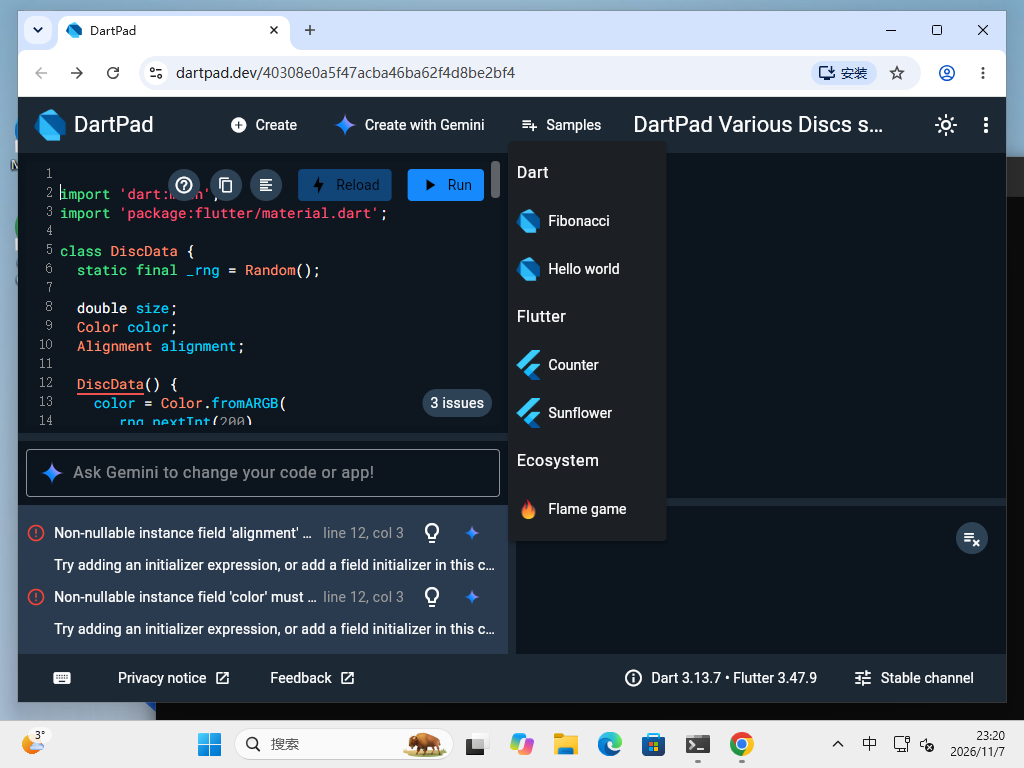 DartPad
dartpad.dev/40308e0a5f47acba46ba62f4d8be2bf4
安装
DartPad
Create
Create with Gemini
Samples
DartPad Various Discs s...
Reload
Run
1
2 import 'dart:
3 import 'package:flutter/material.dart';
4
5 class DiscData {
6 static final _rng = Random();
7
8 double size;
9 Color color;
10 Alignment alignment;
11
12 DiscData() {
13 color = Color.fromARGB(
14 _rng.nextInt(200)
3 issues
Dart
Fibonacci
Hello world
Flutter
Counter
Sunflower
Ecosystem
Flame game
Ask Gemini to change your code or app!
Non-nullable instance field 'alignment' ... line 12, col 3
Try adding an initializer expression, or add a field initializer in this c...
Non-nullable instance field 'color' must ... line 12, col 3
Try adding an initializer expression, or add a field initializer in this c...
Privacy notice
Feedback
Dart 3.13.7 • Flutter 3.47.9
Stable channel
3°
搜索
中
23:20
2026/11/7